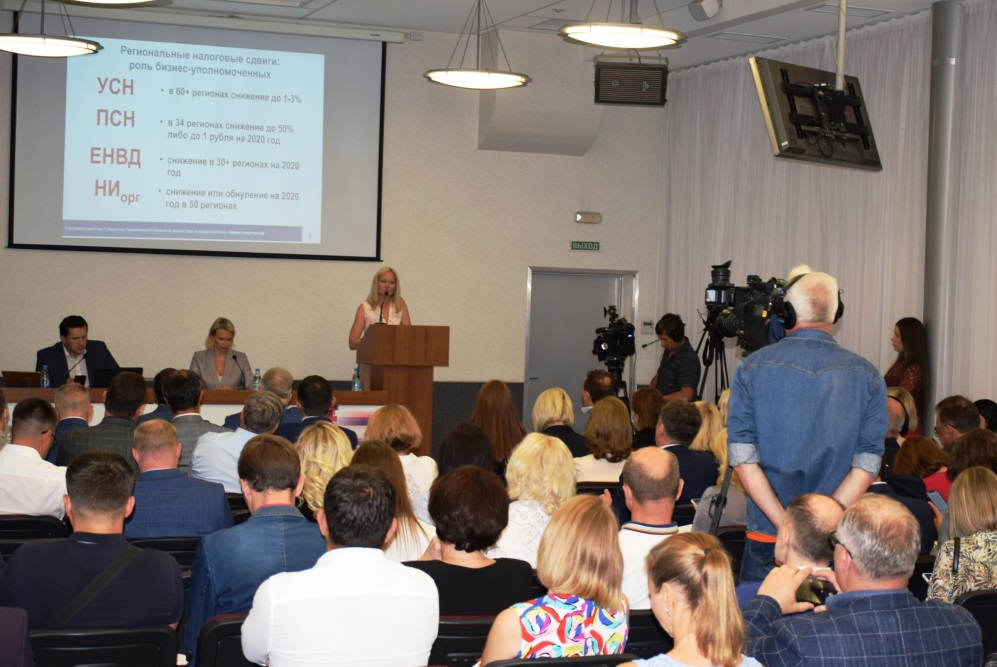 Региональные налоговые сдвиги:
роль бизнес-уполномоченных
УСН
• в 60+ регионах снижение до 1-3%
ПСН
• в 34 регионах снижение до 50%
либо до 1 рубля на 2020 год
ЕНВД
• снижение в 30+ регионах на 2020
год
НИорг
• снижение или обнуление на 2020
год в 50 регионах
ВЫХОД